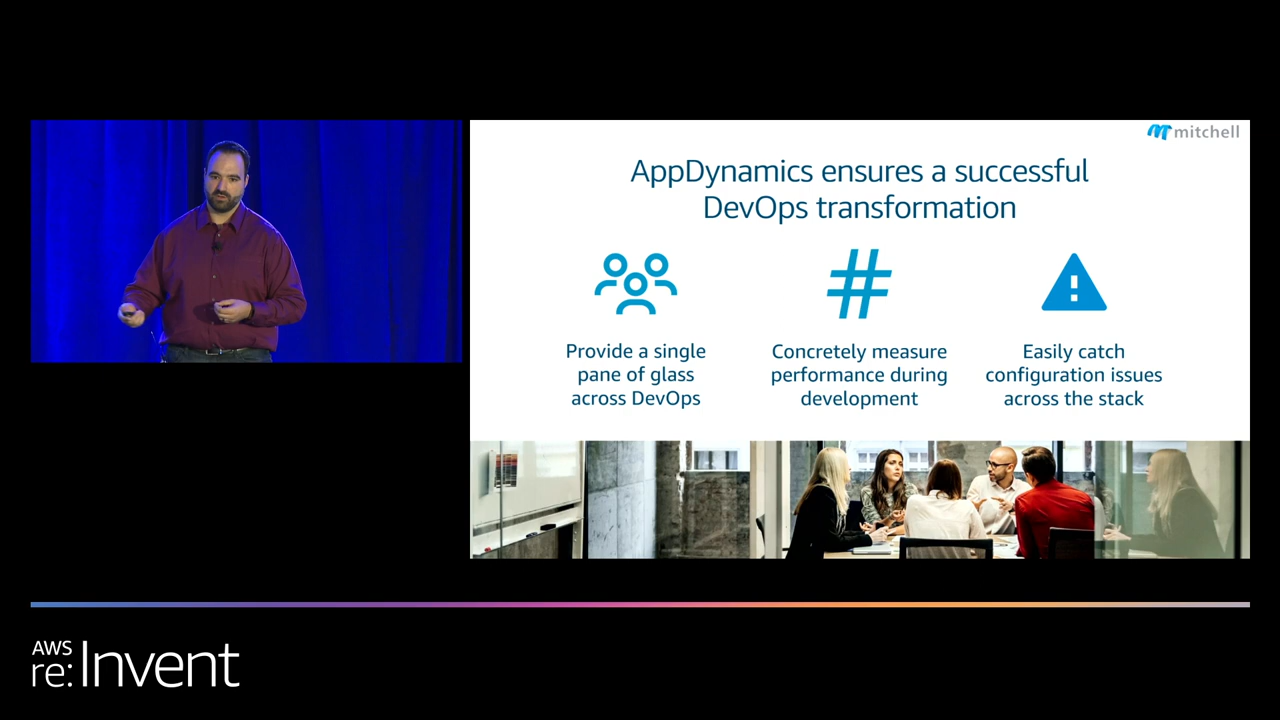 mitchell
AppDynamics ensures a successful
DevOps transformation
Provide a single
pane of glass
across DevOps
Concretely measure
performance during
development
Easily catch
configuration issues
across the stack
AWS
re:Invent